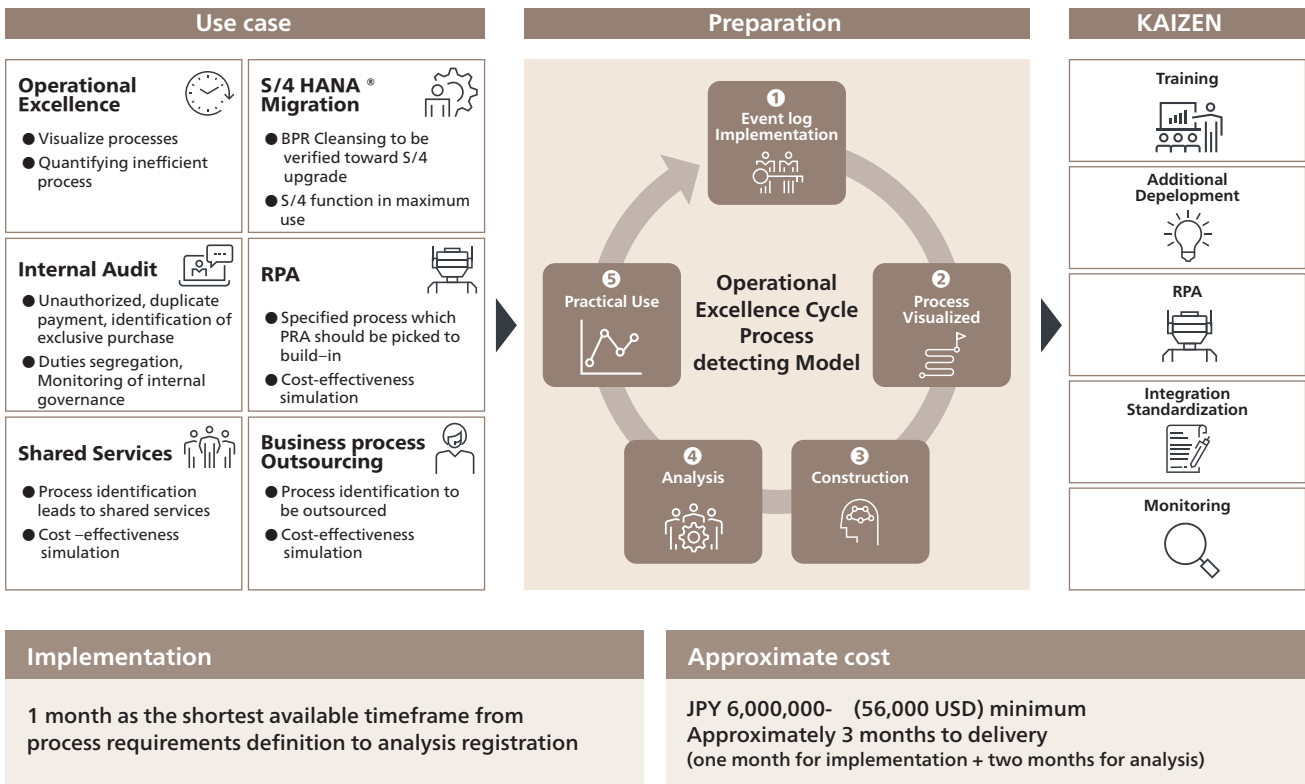 Use case
Operational
Excellence
● Visualize processes
● Quantifying inefficient
process
S/4 HANA ®
Migration
● BPR Cleansing to be
verified toward S/4
upgrade
● S/4 function in maximum
use
Internal Audit
● Unauthorized, duplicate
payment, identification of
exclusive purchase
● Duties segregation,
Monitoring of internal
governance
RPA
● Specified process which
PRA should be picked to
build–in
● Cost-effectiveness
simulation
Shared Services
● Process identification
leads to shared services
● Cost –effectiveness
simulation
Business process
Outsourcing
● Process identification to
be outsourced
● Cost-effectiveness
simulation
Preparation
❶
Event log
Implementation
❷
Process
Visualized
❸
Construction
❹
Analysis
❺
Practical Use
Operational
Excellence Cycle
Process
detecting Model
KAIZEN
Training
Additional
Depelopment
RPA
Integration
Standardization
Monitoring
Implementation
1 month as the shortest available timeframe from
process requirements definition to analysis registration
Approximate cost
JPY 6,000,000- (56,000 USD) minimum
Approximately 3 months to delivery
(one month for implementation + two months for analysis)